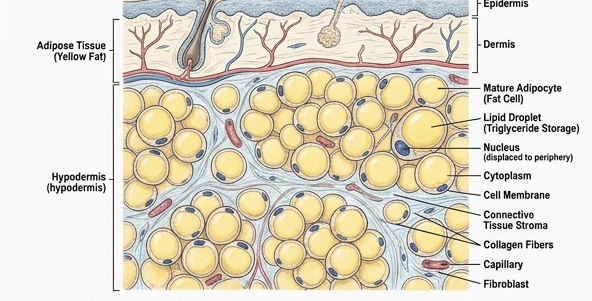 Epidermis
Adipose Tissue
(Yellow Fat)
Dermis
Hypodermis
(hypodermis)
Mature Adipocyte
(Fat Cell)
Lipid Droplet
(Triglyceride Storage)
Nucleus
(displaced to periphery)
Cytoplasm
Cell Membrane
Connective
Tissue Stroma
Collagen Fibers
Capillary
Fibroblast